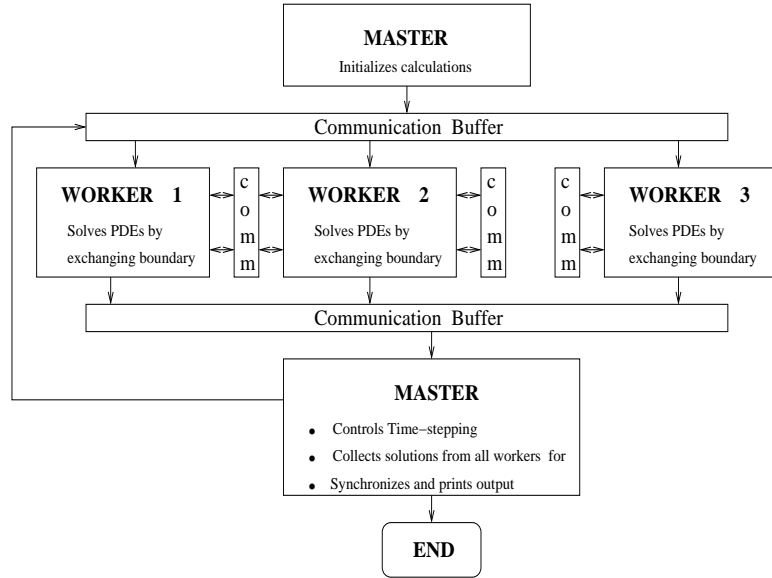 MASTER
Initializes calculations
Communication Buffer
WORKER 1
Solves PDEs by
exchanging boundary
c
o
m
m
WORKER 2
Solves PDEs by
exchanging boundary
c
o
m
m
c
o
m
m
WORKER 3
Solves PDEs by
exchanging boundary
Communication Buffer
MASTER
• Controls Time−stepping
• Collects solutions from all workers for
• Synchronizes and prints output
END